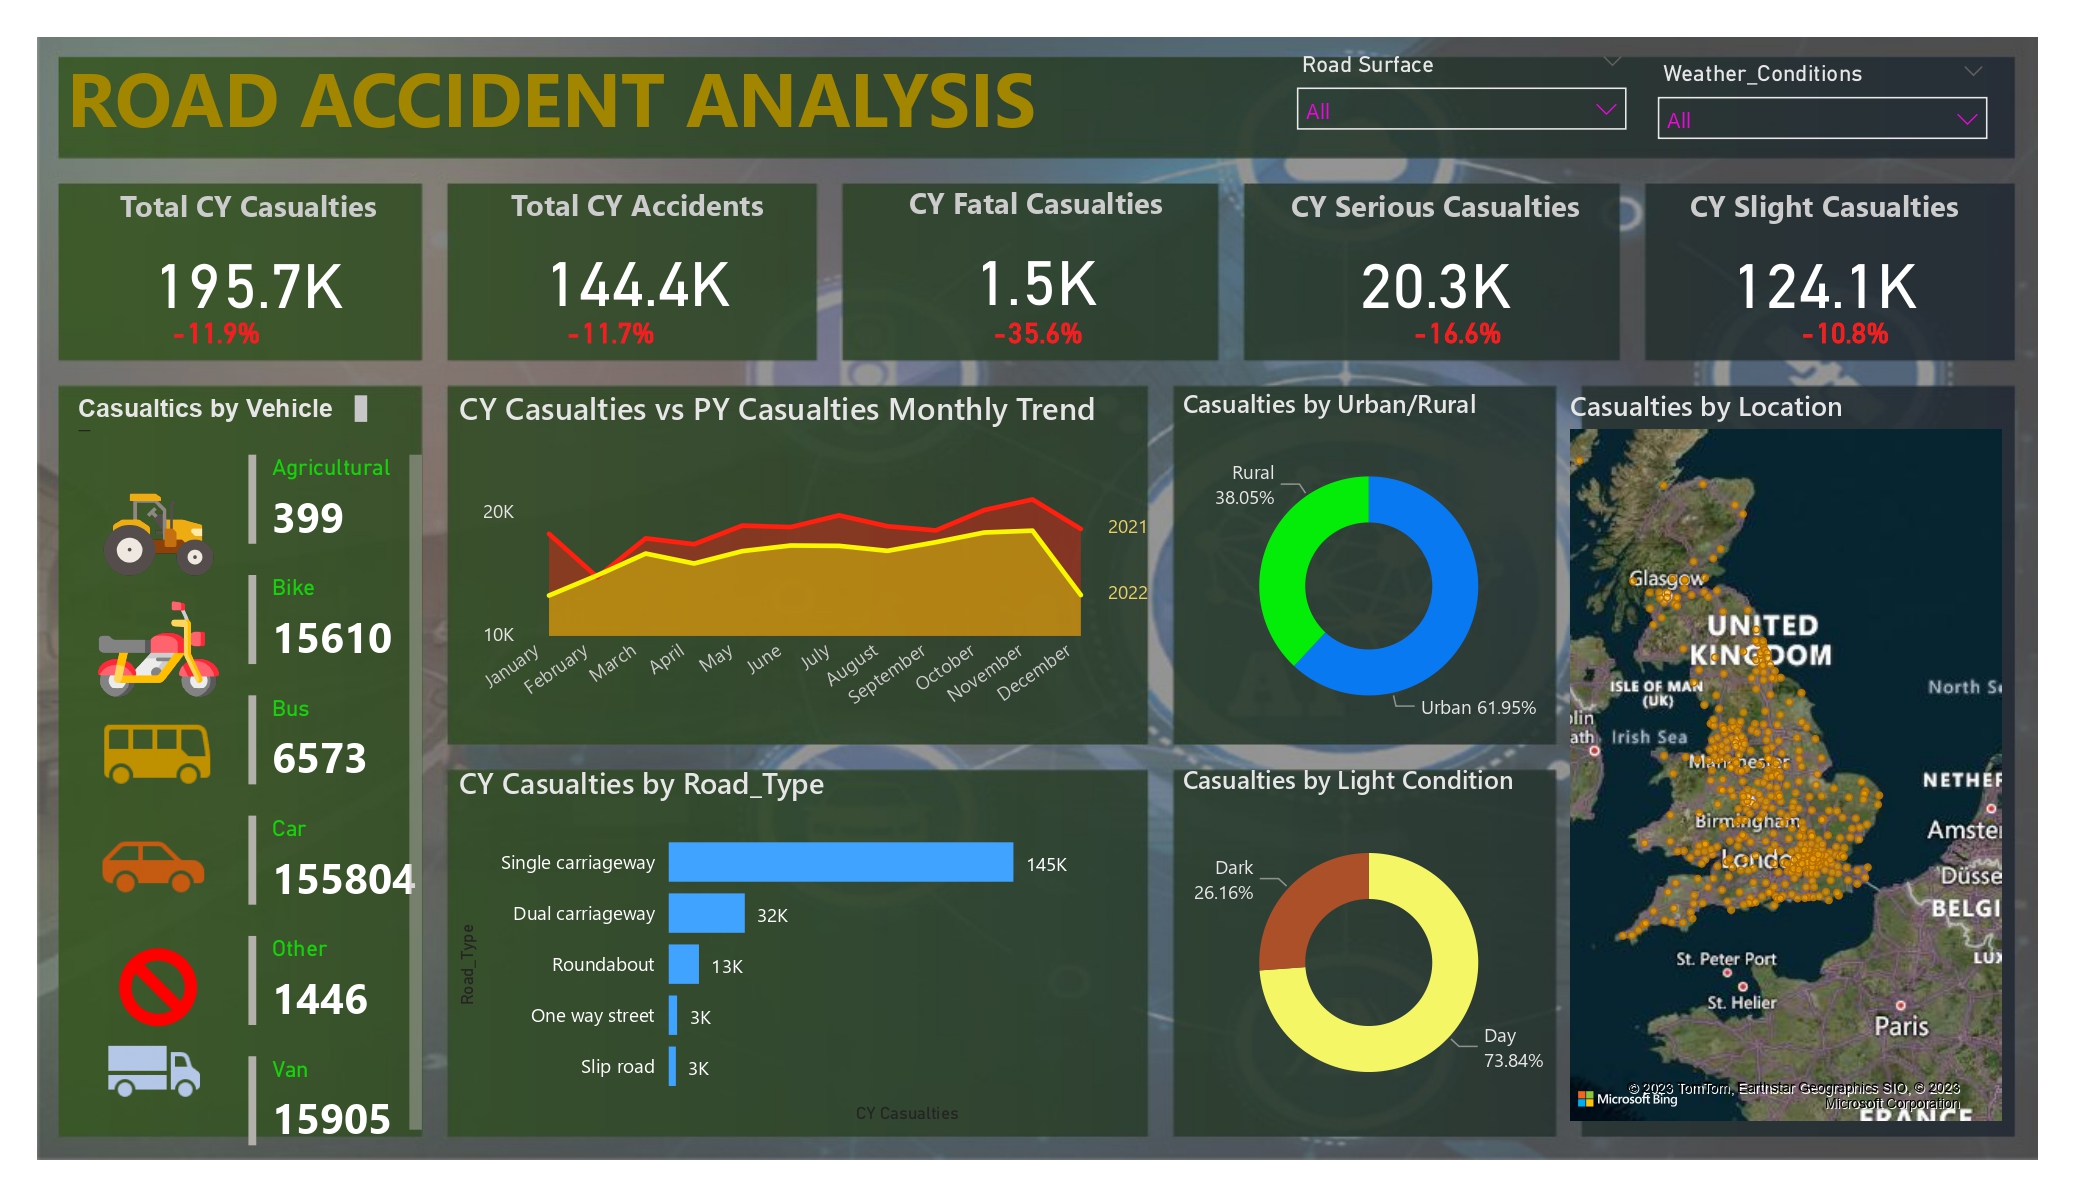 ROAD ACCIDENT ANALYSIS
Road Surface
All
Weather_Conditions
All
Total CY Casualties
195.7K
-11.9%
Total CY Accidents
144.4K
-11.7%
CY Fatal Casualties
1.5K
-35.6%
CY Serious Casualties
20.3K
-16.6%
CY Slight Casualties
124.1K
-10.8%
Casualtics by Vehicle
Agricultural
399
Bike
15610
Bus
6573
Car
155804
Other
1446
Van
15905
CY Casualties vs PY Casualties Monthly Trend
20K
10K
2021
2022
January
February
March
April
May
June
July
August
September
October
November
December
CY Casualties by Road_Type
Road_Type
Single carriageway
145K
Dual carriageway
32K
Roundabout
13K
One way street
3K
Slip road
3K
CY Casualties
Casualties by Urban/Rural
Rural
38.05%
Urban 61.95%
Casualties by Light Condition
Dark
26.16%
Day
73.84%
Casualties by Location
Glasgow
UNITED
KINGDOM
ISLE OF MAN
(UK)
North Se
blin
ath
Irish Sea
Manchester
NETHER
Birmingham
Amster
Londo
Düsse
BELGI
LUX
St. Peter Port
St. Helier
Paris
© 2023 TomTom, Earthstar Geographics SIO, © 2023
Microsoft Corporation
Microsoft Bing
FRANCE